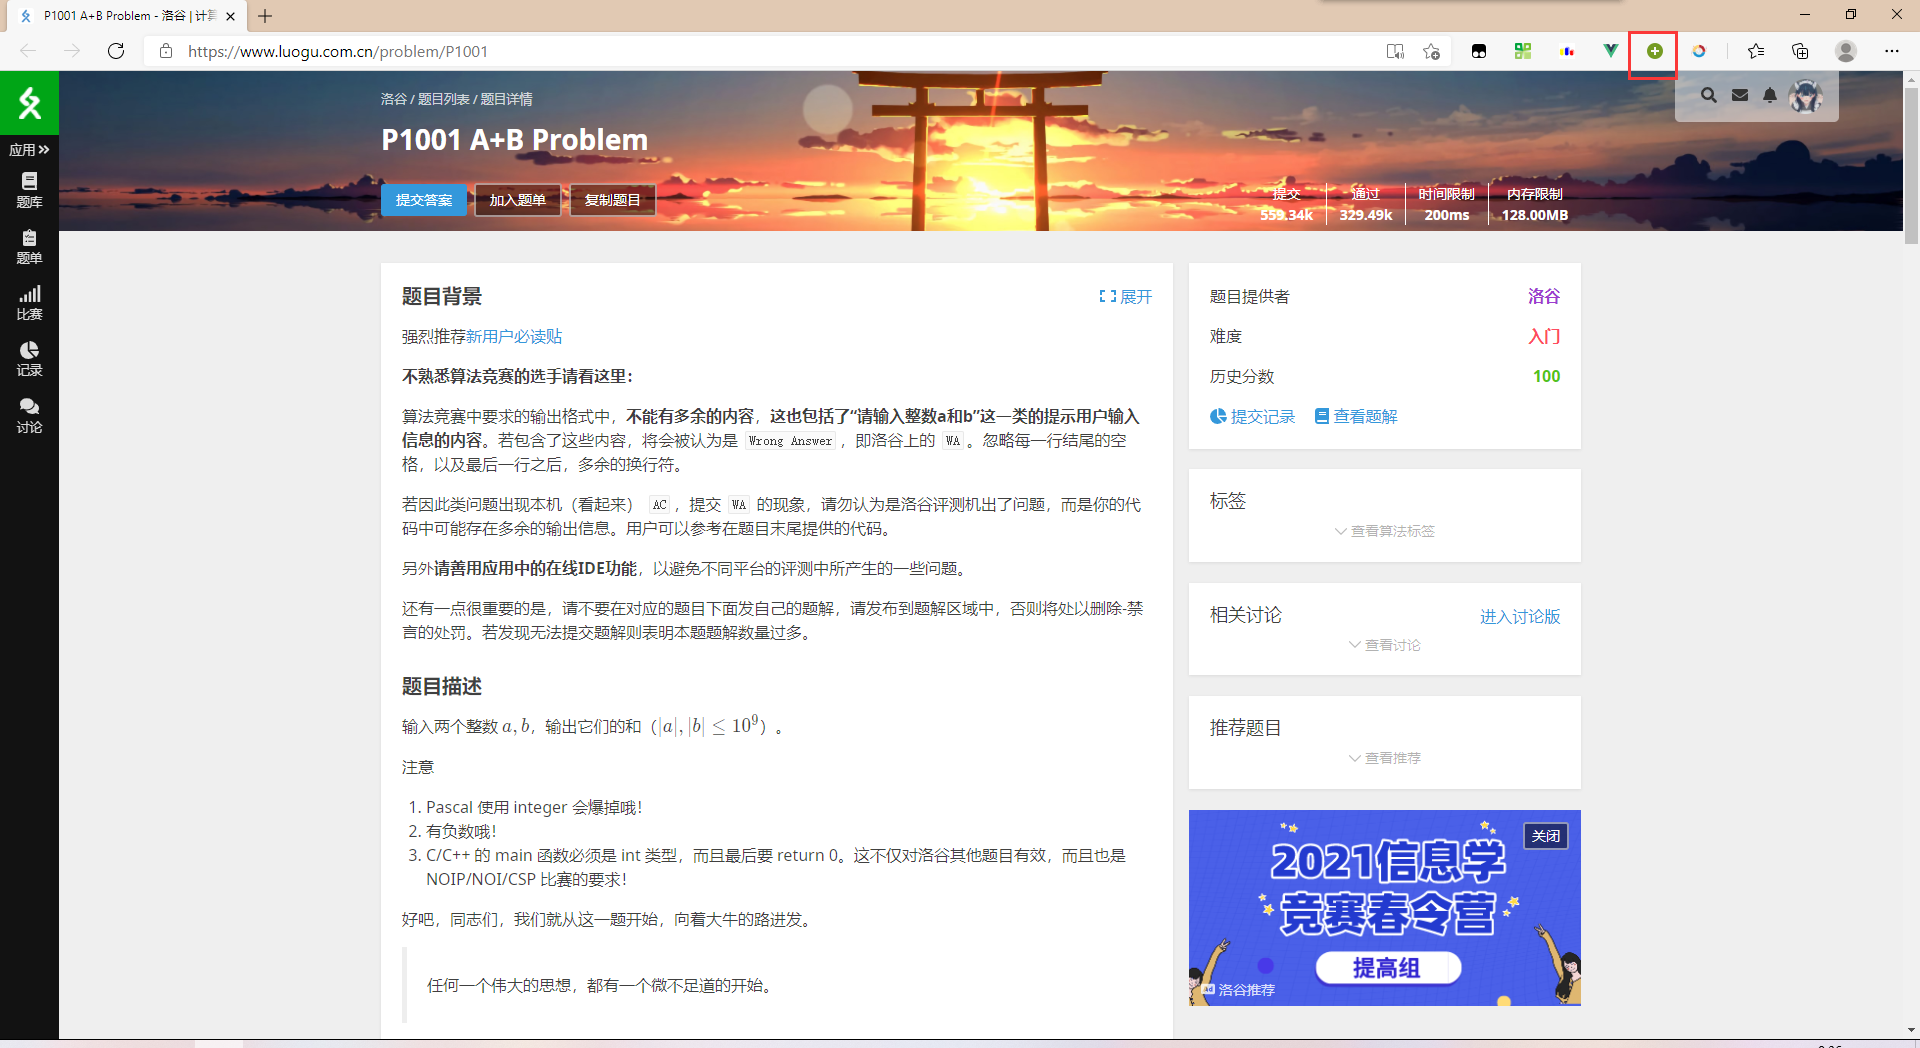 P1001 A+B Problem - 洛谷 | 计算
https://www.luogu.com.cn/problem/P1001
洛谷 / 题目列表 / 题目详情
P1001 A+B Problem
提交答案
加入题单
复制题目
提交
559.34k
通过
329.49k
时间限制
200ms
内存限制
128.00MB
应用
题库
题单
比赛
记录
讨论
题目背景
展开
强烈推荐新用户必读贴
不熟悉算法竞赛的选手请看这里：
算法竞赛中要求的输出格式中，不能有多余的内容，这也包括了“请输入整数a和b”这一类的提示用户输入
信息的内容。若包含了这些内容，将会被认为是 Wrong Answer ，即洛谷上的 WA 。忽略每一行结尾的空
格，以及最后一行之后，多余的换行符。
若因此类问题出现本机（看起来） AC ，提交 WA 的现象，请勿认为是洛谷评测机出了问题，而是你的代
码中可能存在多余的输出信息。用户可以参考在题目末尾提供的代码。
另外请善用应用中的在线IDE功能，以避免不同平台的评测中所产生的一些问题。
还有一点很重要的是，请不要在对应的题目下面发自己的题解，请发布到题解区域中，否则将处以删除-禁
言的处罚。若发现无法提交题解则表明本题题解数量过多。
题目描述
输入两个整数 a, b，输出它们的和（|a|, |b| ≤ 10⁹）。
注意
1. Pascal 使用 integer 会爆掉哦！
2. 有负数哦！
3. C/C++ 的 main 函数必须是 int 类型，而且最后要 return 0。这不仅对洛谷其他题目有效，而且也是
NOIP/NOI/CSP 比赛的要求！
好吧，同志们，我们就从这一题开始，向着大牛的路进发。
任何一个伟大的思想，都有一个微不足道的开始。
题目提供者
洛谷
难度
入门
历史分数
100
提交记录
查看题解
标签
查看算法标签
相关讨论
进入讨论版
查看讨论
推荐题目
查看推荐
关闭
2021信息学
竞赛春令营
提高组
Ad 洛谷推荐